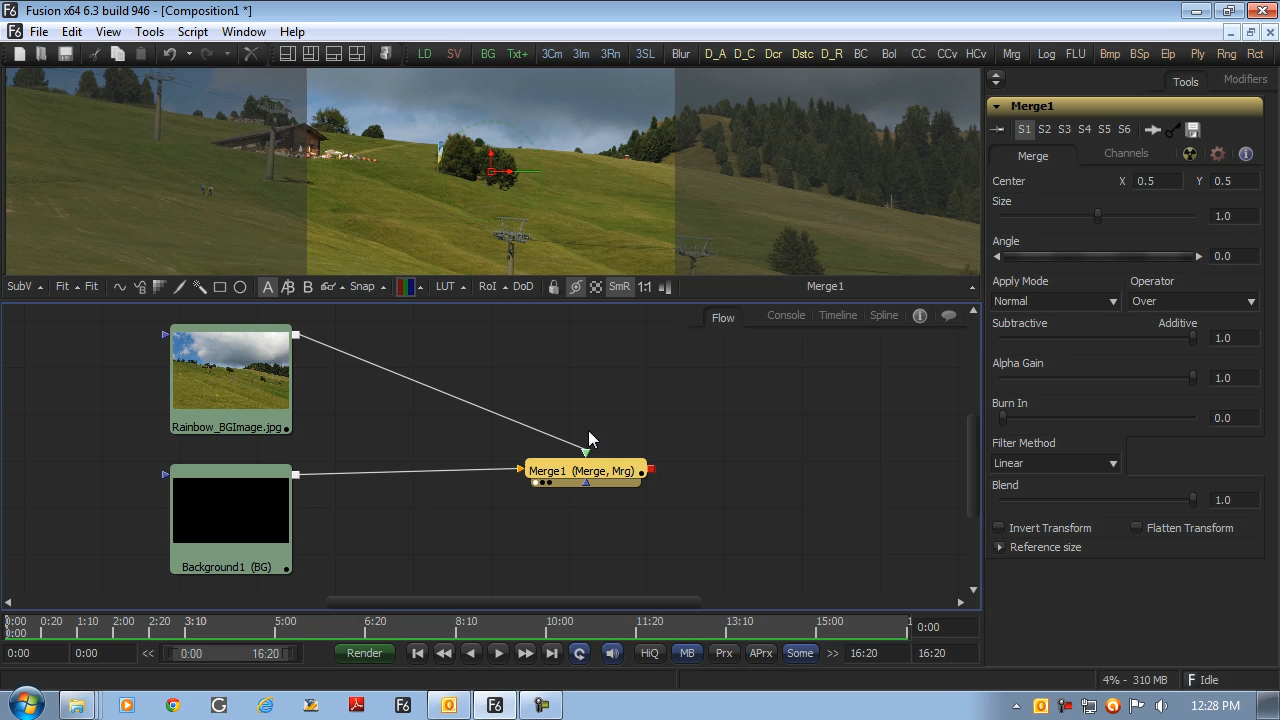 Fusion x64 6.3 build 946 - [Composition1 *]
File Edit View Tools Script Window Help
LD SV BG Txt+ 3Cm 3Im 3Rn 3SL Blur D_A D_C Dcr Dstc D_R BC Bol CC CCv HCv Mrg Log FLU Bmp BSp Elp Ply Rng Rct
Tools Modifiers
Merge1
S1 S2 S3 S4 S5 S6
Merge Channels
Center X 0.5 Y 0.5
Size
1.0
Angle
0.0
Apply Mode Operator
Normal Over
Subtractive Additive
1.0
Alpha Gain
1.0
Burn In
0.0
Filter Method
Linear
Blend
1.0
Invert Transform Flatten Transform
Reference size
SubV Fit Fit A B Snap LUT RoI DoD SmR 1:1 Merge1
Flow Console Timeline Spline
Rainbow_BGImage.jpg
Merge1 (Merge, Mrg)
Background1 (BG)
0:00 0:20 1:10 2:00 2:20 3:10 5:00 6:20 8:10 10:00 11:20 13:10 15:00 1
0:00
0:00
0:00 0:00 << 0:00 16:20 Render HiQ MB Prx APrx Some >> 16:20 16:20
4% - 310 MB Idle
12:28 PM